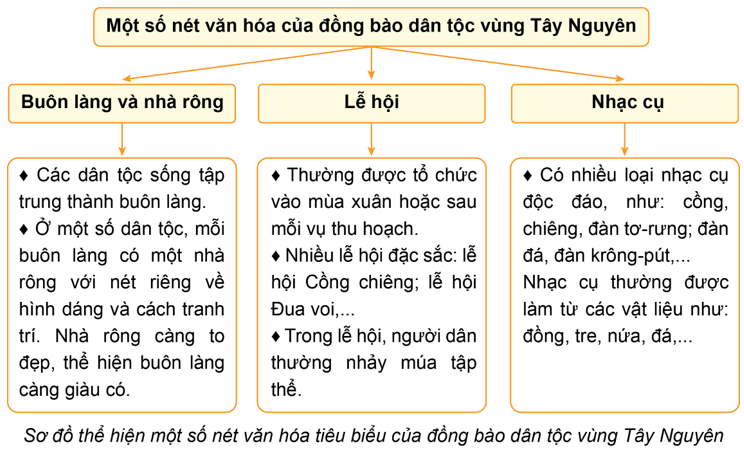 Một số nét văn hóa của đồng bào dân tộc vùng Tây Nguyên
Buôn làng và nhà rông
♦ Các dân tộc sống tập
trung thành buôn làng.
♦ Ở một số dân tộc, mỗi
buôn làng có một nhà
rông với nét riêng về
hình dáng và cách tranh
trí. Nhà rông càng to
đẹp, thể hiện buôn làng
càng giàu có.
Lễ hội
♦ Thường được tổ chức
vào mùa xuân hoặc sau
mỗi vụ thu hoạch.
♦ Nhiều lễ hội đặc sắc: lễ
hội Cồng chiêng; lễ hội
Đua voi,...
♦ Trong lễ hội, người dân
thường nhảy múa tập
thể.
Nhạc cụ
♦ Có nhiều loại nhạc cụ
độc đáo, như: cồng,
chiêng, đàn tơ-rưng; đàn
đá, đàn krông-pút,...
Nhạc cụ thường được
làm từ các vật liệu như:
đồng, tre, nứa, đá,...
Sơ đồ thể hiện một số nét văn hóa tiêu biểu của đồng bào dân tộc vùng Tây Nguyên